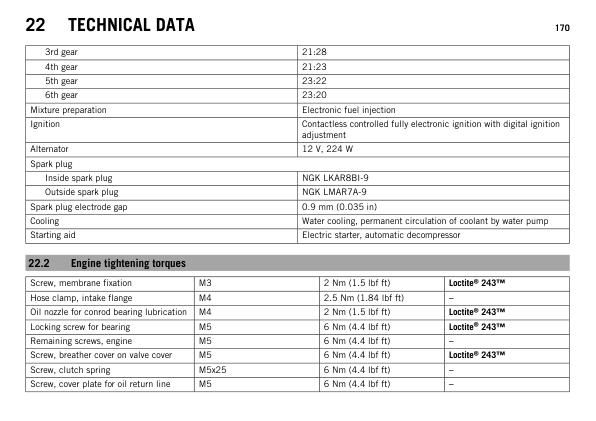 22 TECHNICAL DATA 170
3rd gear 21:28
4th gear 21:23
5th gear 23:22
6th gear 23:20
Mixture preparation Electronic fuel injection
Ignition Contactless controlled fully electronic ignition with digital ignition
adjustment
Alternator 12 V, 224 W
Spark plug
Inside spark plug NGK LKAR8BI-9
Outside spark plug NGK LMAR7A-9
Spark plug electrode gap 0.9 mm (0.035 in)
Cooling Water cooling, permanent circulation of coolant by water pump
Starting aid Electric starter, automatic decompressor
22.2 Engine tightening torques
Screw, membrane fixation M3 2 Nm (1.5 lbf ft) Loctite® 243™
Hose clamp, intake flange M4 2.5 Nm (1.84 lbf ft) –
Oil nozzle for conrod bearing lubrication M4 2 Nm (1.5 lbf ft) Loctite® 243™
Locking screw for bearing M5 6 Nm (4.4 lbf ft) Loctite® 243™
Remaining screws, engine M5 6 Nm (4.4 lbf ft) –
Screw, breather cover on valve cover M5 6 Nm (4.4 lbf ft) Loctite® 243™
Screw, clutch spring M5x25 6 Nm (4.4 lbf ft) –
Screw, cover plate for oil return line M5 6 Nm (4.4 lbf ft) –